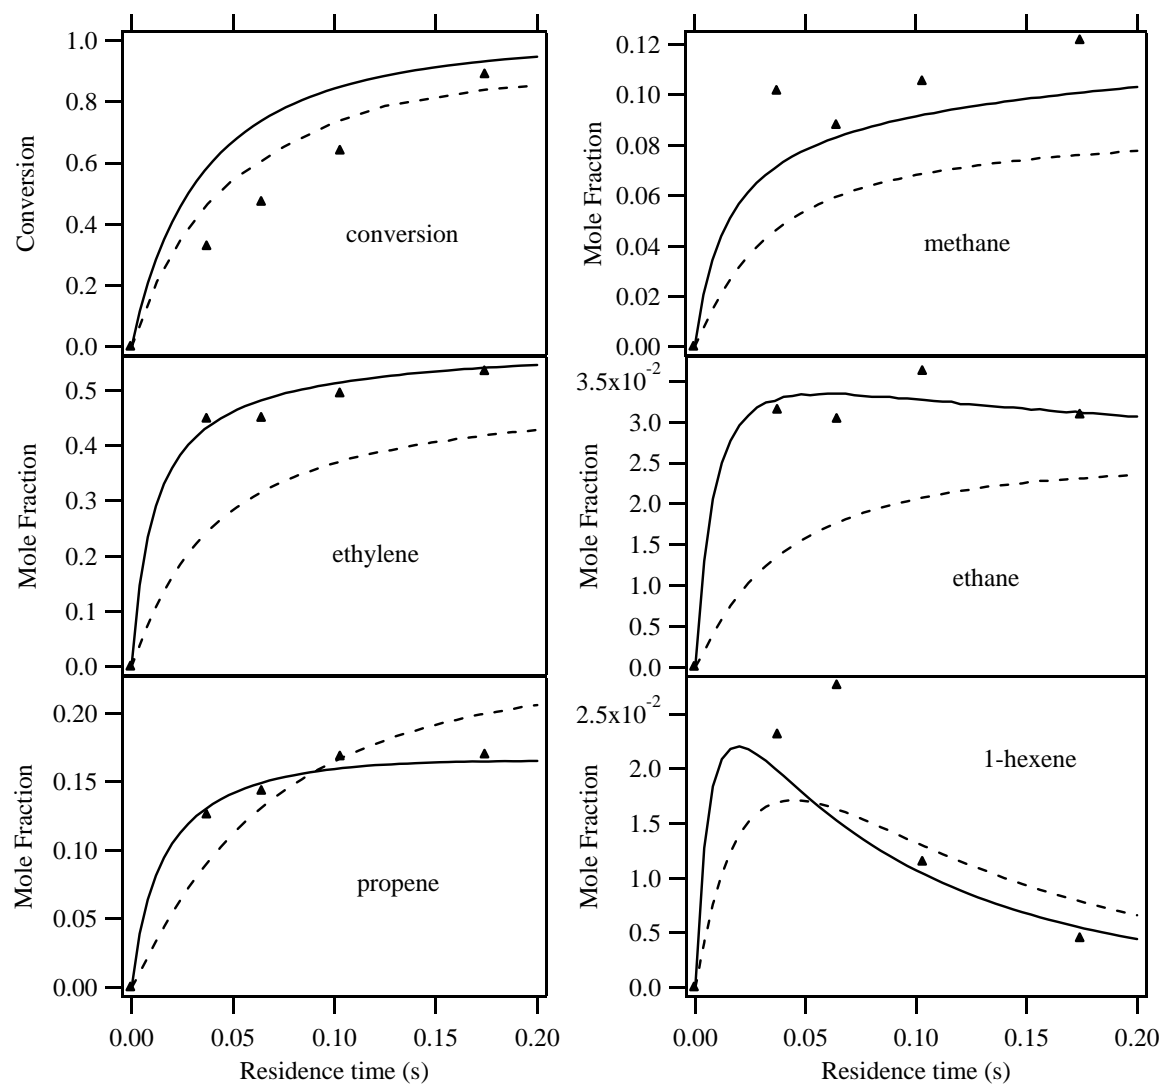 1.0
0.8
0.6
0.4
0.2
0.0
Conversion
conversion
0.12
0.10
0.08
0.06
0.04
0.02
0.00
Mole Fraction
methane
0.5
0.4
0.3
0.2
0.1
0.0
Mole Fraction
ethylene
3.5x10-2
3.0
2.5
2.0
1.5
1.0
0.5
0.0
Mole Fraction
ethane
0.20
0.15
0.10
0.05
0.00
Mole Fraction
propene
0.00 0.05 0.10 0.15 0.20
Residence time (s)
2.5x10-2
2.0
1.5
1.0
0.5
0.0
Mole Fraction
1-hexene
0.00 0.05 0.10 0.15 0.20
Residence time (s)